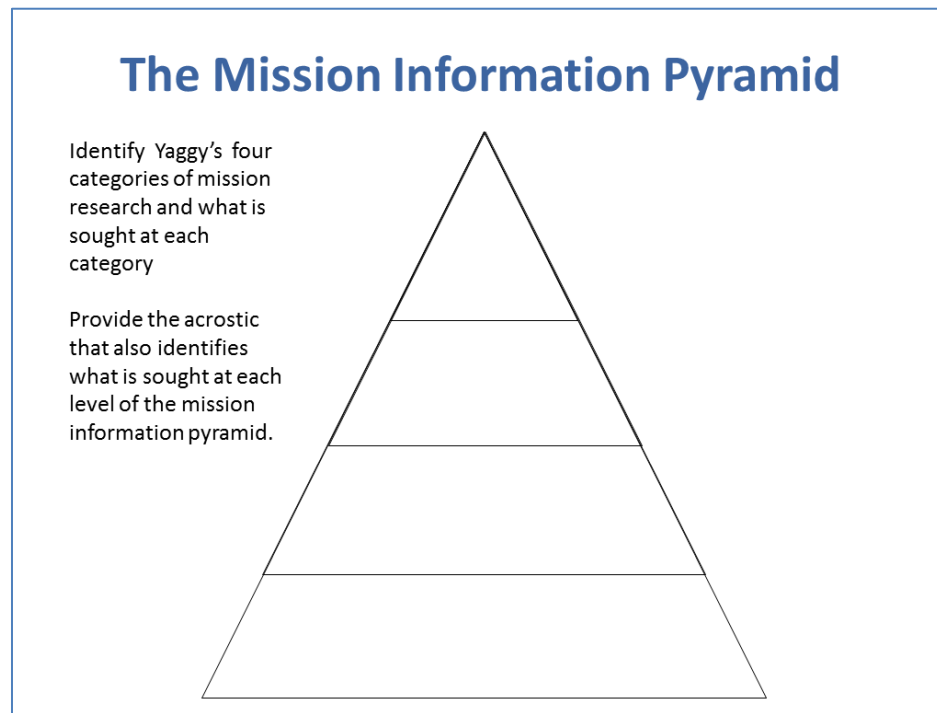 The Mission Information Pyramid
Identify Yaggy's four
categories of mission
research and what is
sought at each
category
Provide the acrostic
that also identifies
what is sought at each
level of the mission
information pyramid.